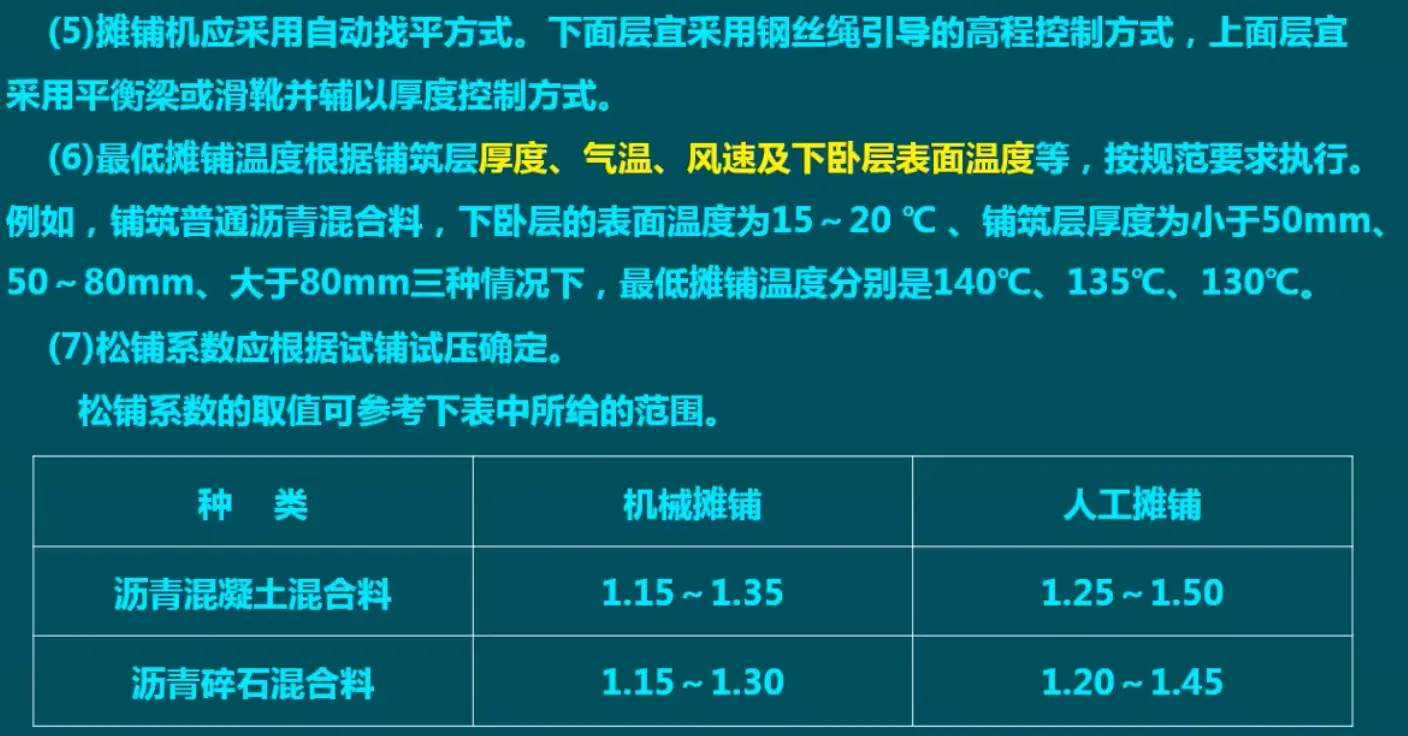 (5)摊铺机应采用自动找平方式。下面层宜采用钢丝绳引导的高程控制方式，上面层宜
采用平衡梁或滑靴并辅以厚度控制方式。
(6)最低摊铺温度根据铺筑层厚度、气温、风速及下卧层表面温度等，按规范要求执行。
例如，铺筑普通沥青混合料，下卧层的表面温度为15～20 ℃ 、铺筑层厚度为小于50mm、
50～80mm、大于80mm三种情况下，最低摊铺温度分别是140℃、135℃、130℃。
(7)松铺系数应根据试铺试压确定。
松铺系数的取值可参考下表中所给的范围。
种 类 机械摊铺 人工摊铺
沥青混凝土混合料 1.15～1.35 1.25～1.50
沥青碎石混合料 1.15～1.30 1.20～1.45